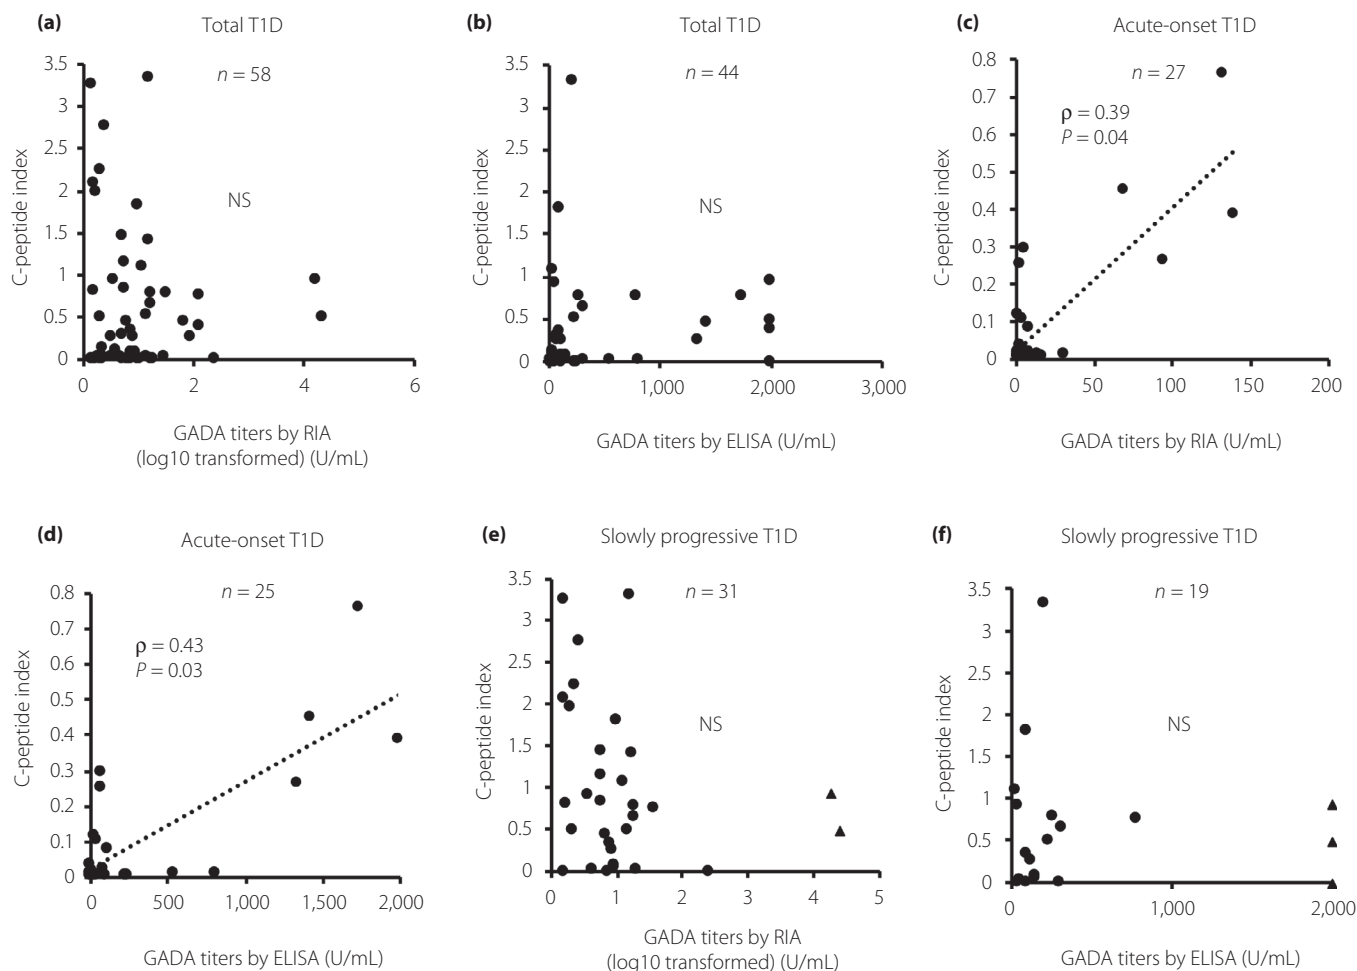 (a)
Total T1D
n = 58
NS
C-peptide index
3.5
3
2.5
2
1.5
1
0.5
0
0
2
4
6
GADA titers by RIA
(log10 transformed) (U/mL)
(b)
Total T1D
n = 44
NS
C-peptide index
3.5
3
2.5
2
1.5
1
0.5
0
0
1,000
2,000
3,000
GADA titers by ELISA (U/mL)
(c)
Acute-onset T1D
n = 27
ρ = 0.39
P = 0.04
C-peptide index
0.8
0.7
0.6
0.5
0.4
0.3
0.2
0.1
0
0
50
100
150
200
GADA titers by RIA (U/mL)
(d)
Acute-onset T1D
n = 25
ρ = 0.43
P = 0.03
C-peptide index
0.8
0.7
0.6
0.5
0.4
0.3
0.2
0.1
0
0
500
1,000
1,500
2,000
GADA titers by ELISA (U/mL)
(e)
Slowly progressive T1D
n = 31
NS
C-peptide index
3.5
3
2.5
2
1.5
1
0.5
0
0
1
2
3
4
5
GADA titers by RIA
(log10 transformed) (U/mL)
(f)
Slowly progressive T1D
n = 19
NS
C-peptide index
3.5
3
2.5
2
1.5
1
0.5
0
0
1,000
2,000
GADA titers by ELISA (U/mL)